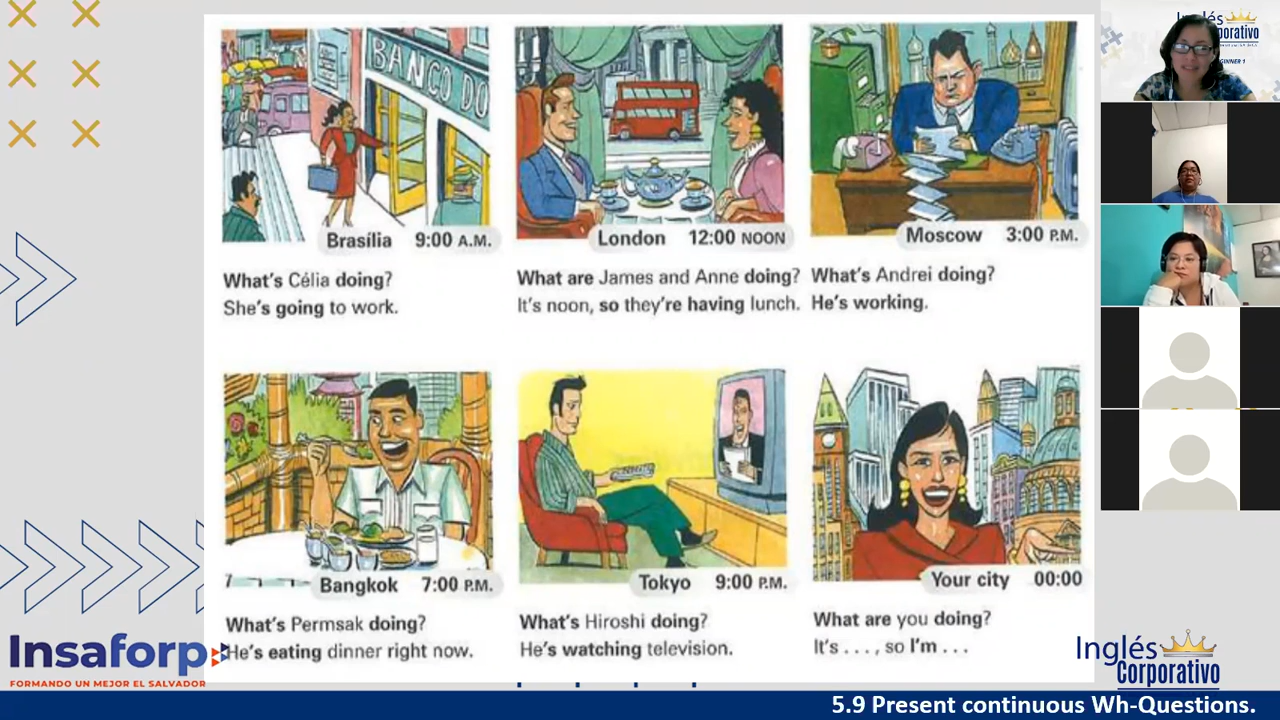 BANCO DO
Brasília 9:00 A.M.
What's Célia doing?
She's going to work.
London 12:00 NOON
What are James and Anne doing?
It's noon, so they're having lunch.
Moscow 3:00 P.M.
What's Andrei doing?
He's working.
Bangkok 7:00 P.M.
What's Permsak doing?
He's eating dinner right now.
Tokyo 9:00 P.M.
What's Hiroshi doing?
He's watching television.
Your city 00:00
What are you doing?
It's . . . , so I'm . . .
Insaforp
FORMANDO UN MEJOR EL SALVADOR
Inglés
Corporativo
5.9 Present continuous Wh-Questions.
Inglés
porativo
GINNER 1